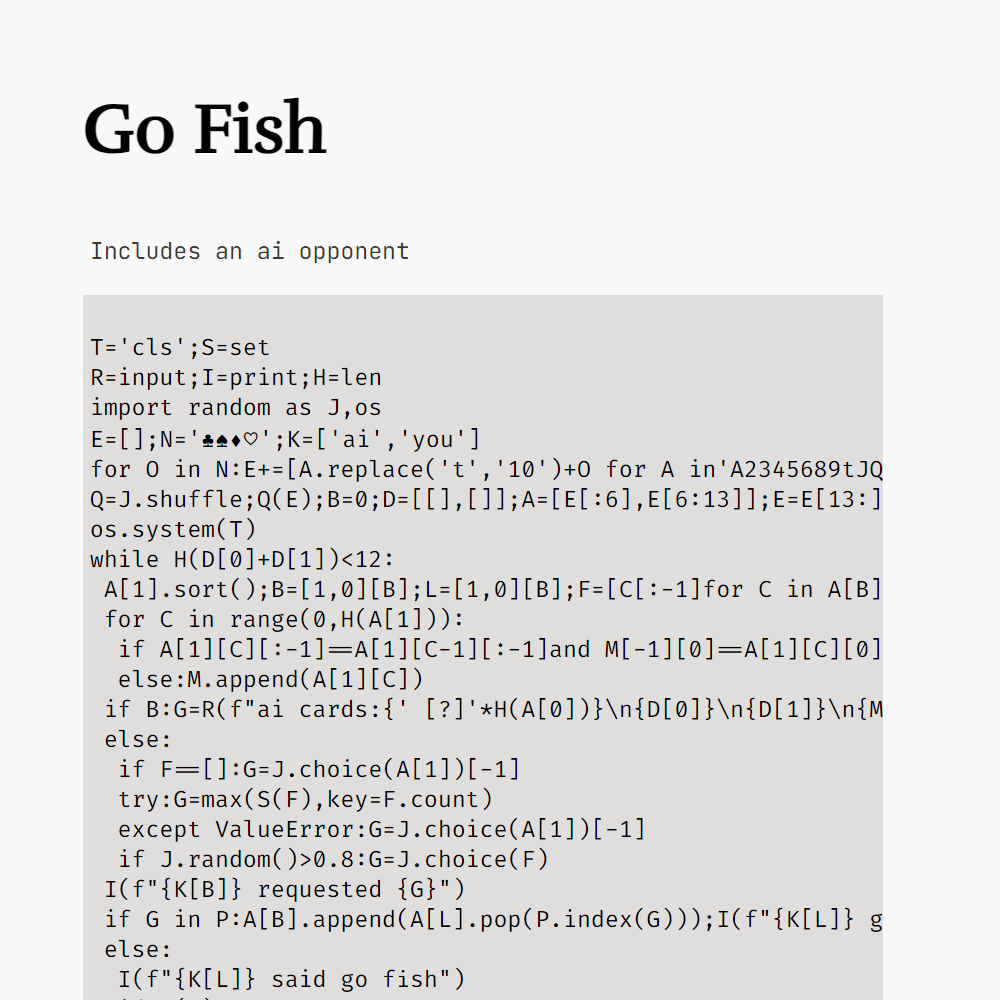 Go Fish
Includes an ai opponent
T='cls';S=set
R=input;I=print;H=len
import random as J,os
E=[];N='♣♠♦♡';K=['ai','you']
for O in N:E+=[A.replace('t','10')+O for A in'A2345689tJQ
Q=J.shuffle;Q(E);B=0;D=[[],[]];A=[E[:6],E[6:13]];E=E[13:]
os.system(T)
while H(D[0]+D[1])<12:
 A[1].sort();B=[1,0][B];L=[1,0][B];F=[C[:-1]for C in A[B]
 for C in range(0,H(A[1])):
  if A[1][C][:-1]==A[1][C-1][:-1]and M[-1][0]==A[1][C][0]
  else:M.append(A[1][C])
 if B:G=R(f"ai cards:{' [?]'*H(A[0])}\n{D[0]}\n{D[1]}\n{M
 else:
  if F==[]:G=J.choice(A[1])[-1]
  try:G=max(S(F),key=F.count)
  except ValueError:G=J.choice(A[1])[-1]
  if J.random()>0.8:G=J.choice(F)
 I(f"{K[B]} requested {G}")
 if G in P:A[B].append(A[L].pop(P.index(G)));I(f"{K[L]} g
 else:
  I(f"{K[L]} said go fish")